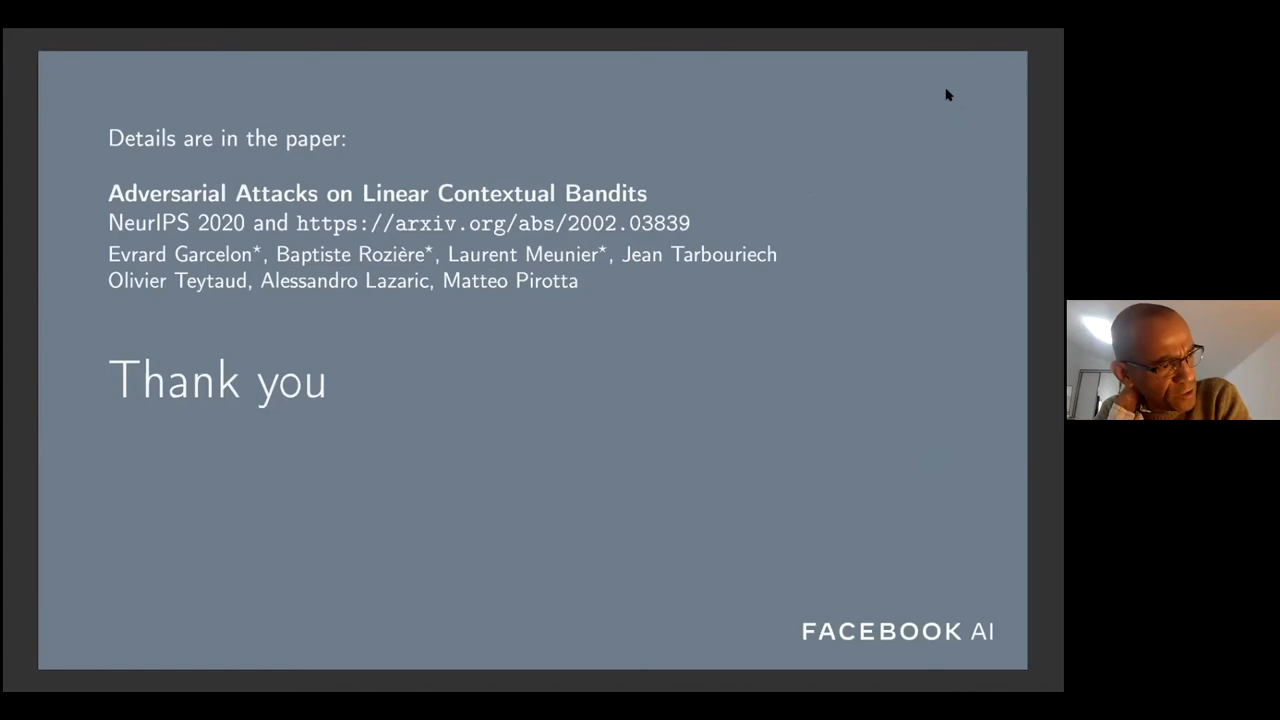 Details are in the paper:
Adversarial Attacks on Linear Contextual Bandits
NeurIPS 2020 and https://arxiv.org/abs/2002.03839
Evrard Garcelon*, Baptiste Rozière*, Laurent Meunier*, Jean Tarbouriech
Olivier Teytaud, Alessandro Lazaric, Matteo Pirotta
Thank you
FACEBOOK AI